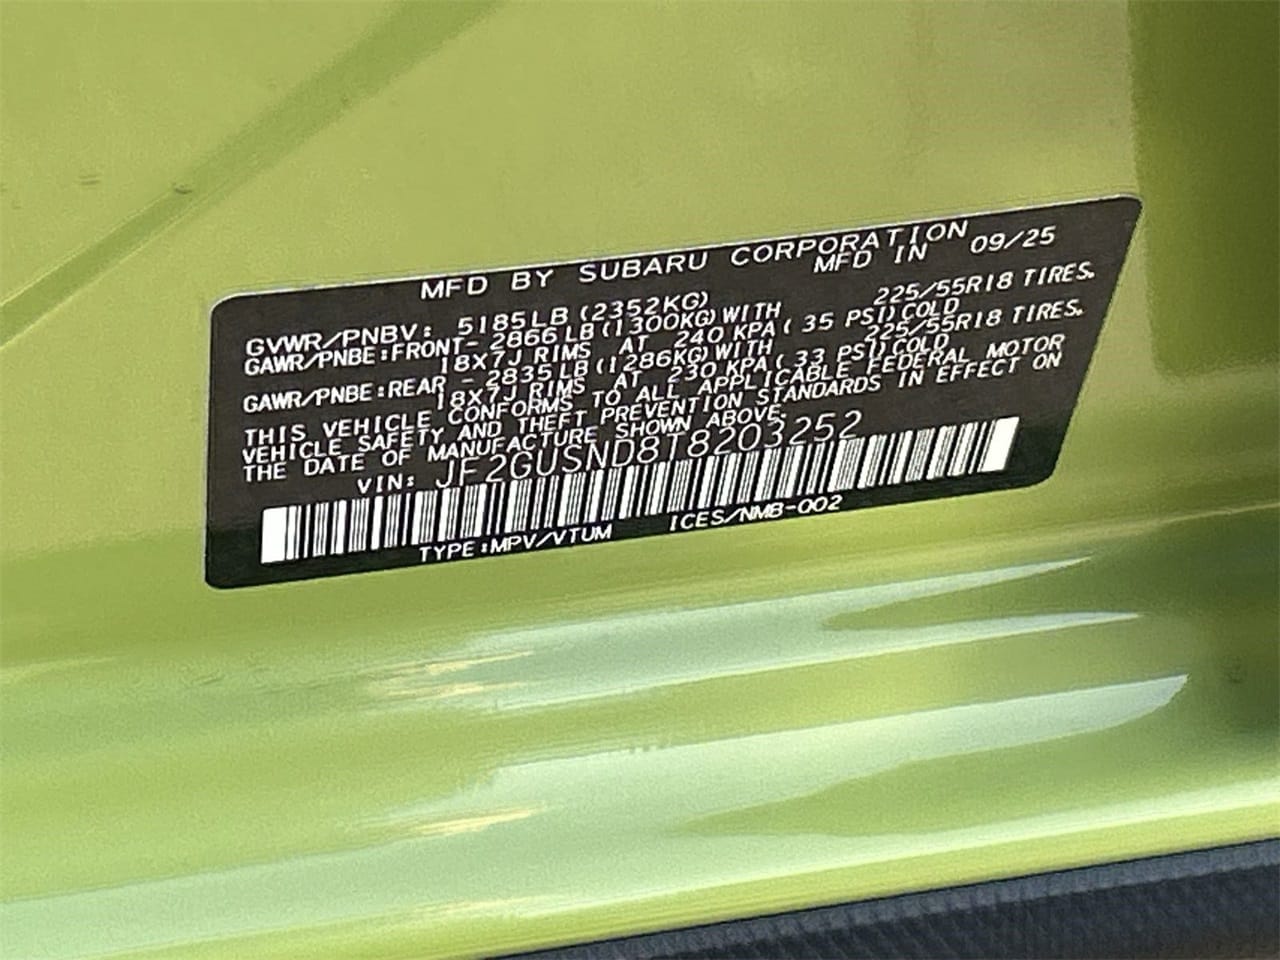 MFD BY SUBARU CORPORATION
MFD IN 09/25
GVWR/PNBV: 5185LB(2352KG)
GAWR/PNBE:FRONT- 2866LB(1300KG)WITH 225/55R18 TIRES.
18X7J RIMS AT 240 KPA( 35 PSI)COLD
GAWR/PNBE:REAR - 2835LB(1286KG)WITH 225/55R18 TIRES.
18X7J RIMS AT 230 KPA( 33 PSI)COLD
THIS VEHICLE CONFORMS TO ALL APPLICABLE FEDERAL MOTOR
VEHICLE SAFETY AND THEFT PREVENTION STANDARDS IN EFFECT ON
THE DATE OF MANUFACTURE SHOWN ABOVE.
VIN: JF2GUSND8T8203252
TYPE:MPV/VTUM ICES/NMB-002